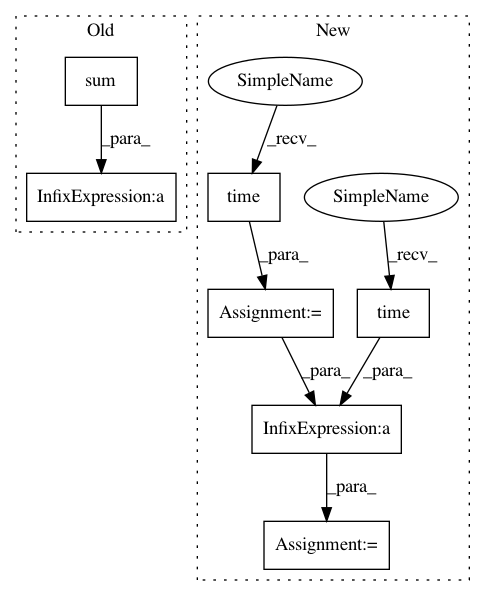 Old
New
sum
SimpleName
_para_
_recv_
InfixExpression:a
time
SimpleName
_para_
_recv_
Assignment:=
time
_para_
_para_
InfixExpression:a
_para_
Assignment:=